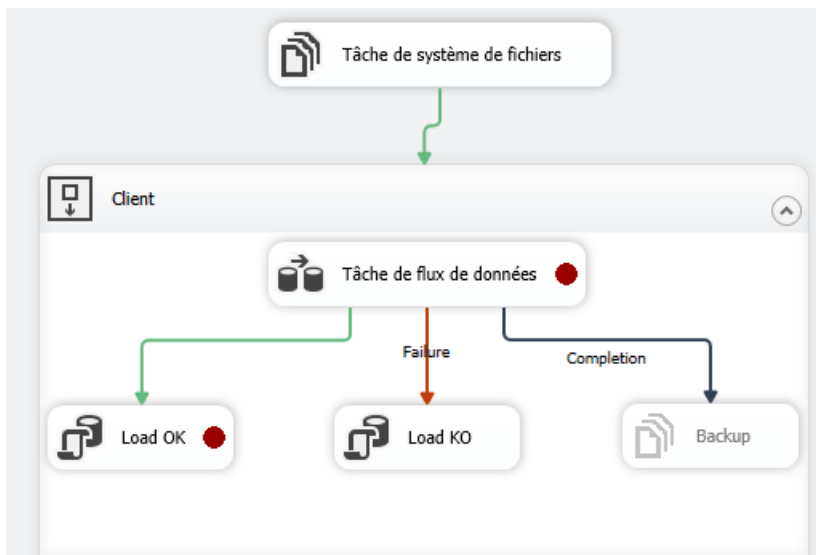 Tâche de système de fichiers
Client
Tâche de flux de données
Failure
Completion
Load OK
Load KO
Backup